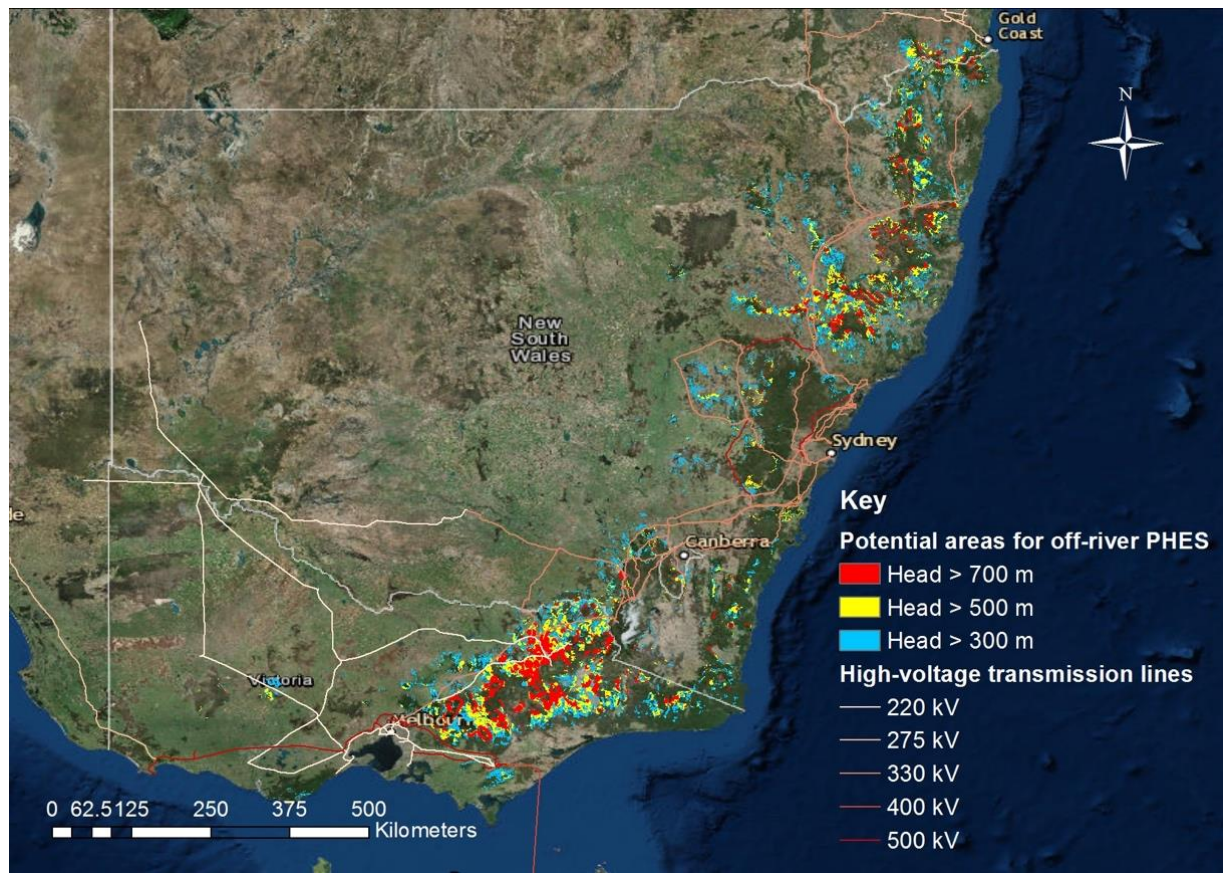 Gold
Coast
N
New
South
Wales
Sydney
Key
Potential areas for off-river PHES
Canberra
Head > 700 m
Head > 500 m
Head > 300 m
High-voltage transmission lines
Victoria
220 kV
275 kV
330 kV
400 kV
500 kV
0 62.5 125 250 375 500
Kilometers